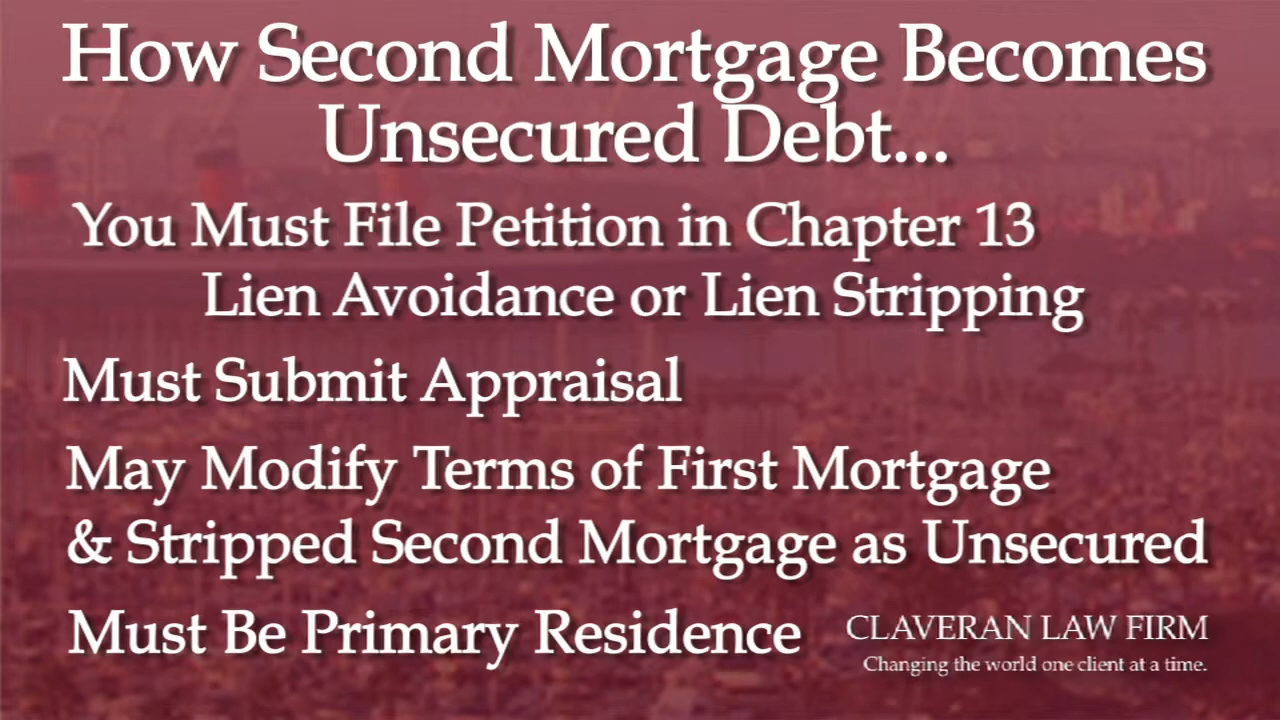 How Second Mortgage Becomes
Unsecured Debt...
You Must File Petition in Chapter 13
Lien Avoidance or Lien Stripping
Must Submit Appraisal
May Modify Terms of First Mortgage
& Stripped Second Mortgage as Unsecured
Must Be Primary Residence
CLAVERAN LAW FIRM
Changing the world one client at a time.